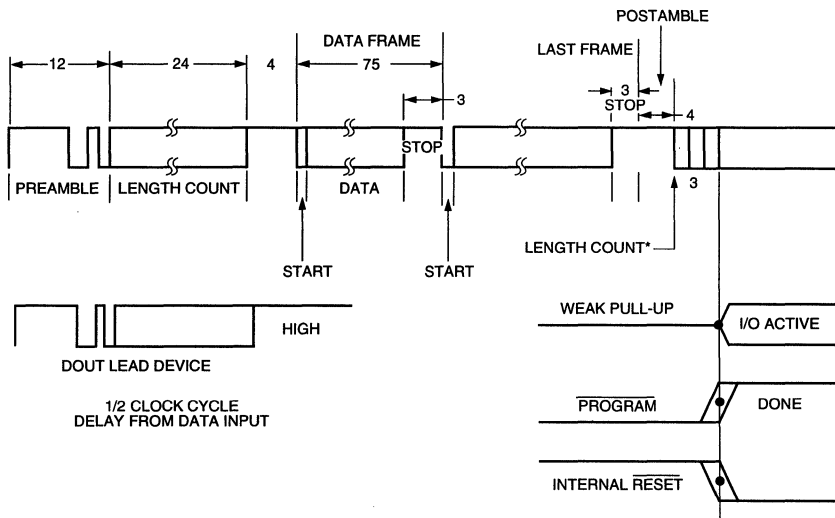 POSTAMBLE
DATA FRAME
LAST FRAME
12
24
4
75
3
3
STOP
4
STOP
PREAMBLE
LENGTH COUNT
DATA
3
START
START
LENGTH COUNT*
HIGH
DOUT LEAD DEVICE
1/2 CLOCK CYCLE
DELAY FROM DATA INPUT
WEAK PULL-UP
I/O ACTIVE
PROGRAM
DONE
INTERNAL RESET